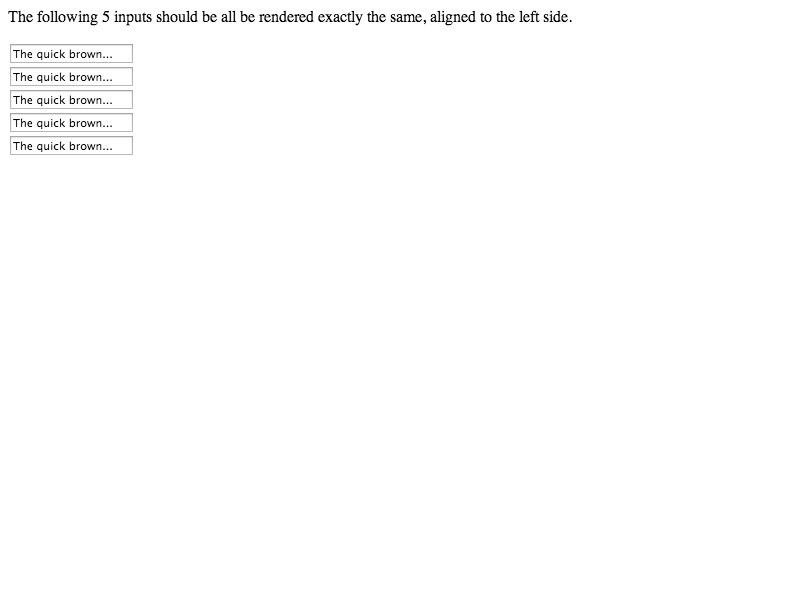 The following 5 inputs should be all be rendered exactly the same, aligned to the left side.
The quick brown...
The quick brown...
The quick brown...
The quick brown...
The quick brown...